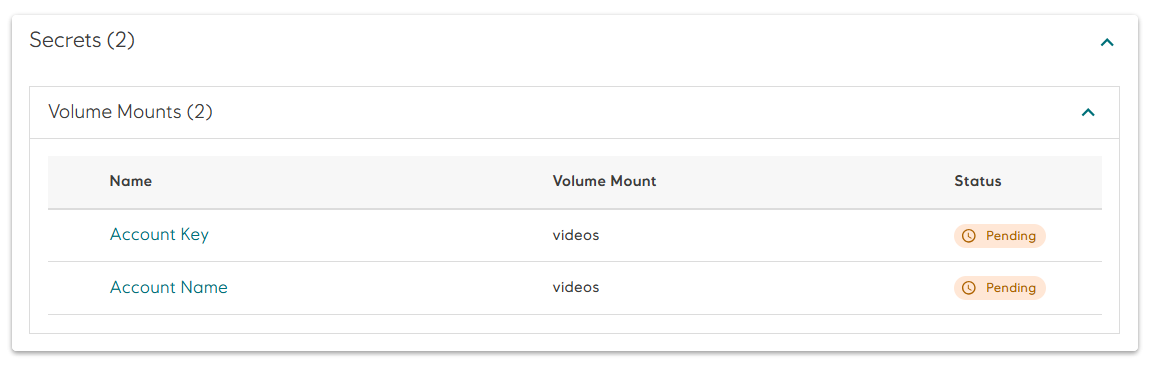 Secrets (2)
Volume Mounts (2)
Name Volume Mount Status
Account Key videos Pending
Account Name videos Pending